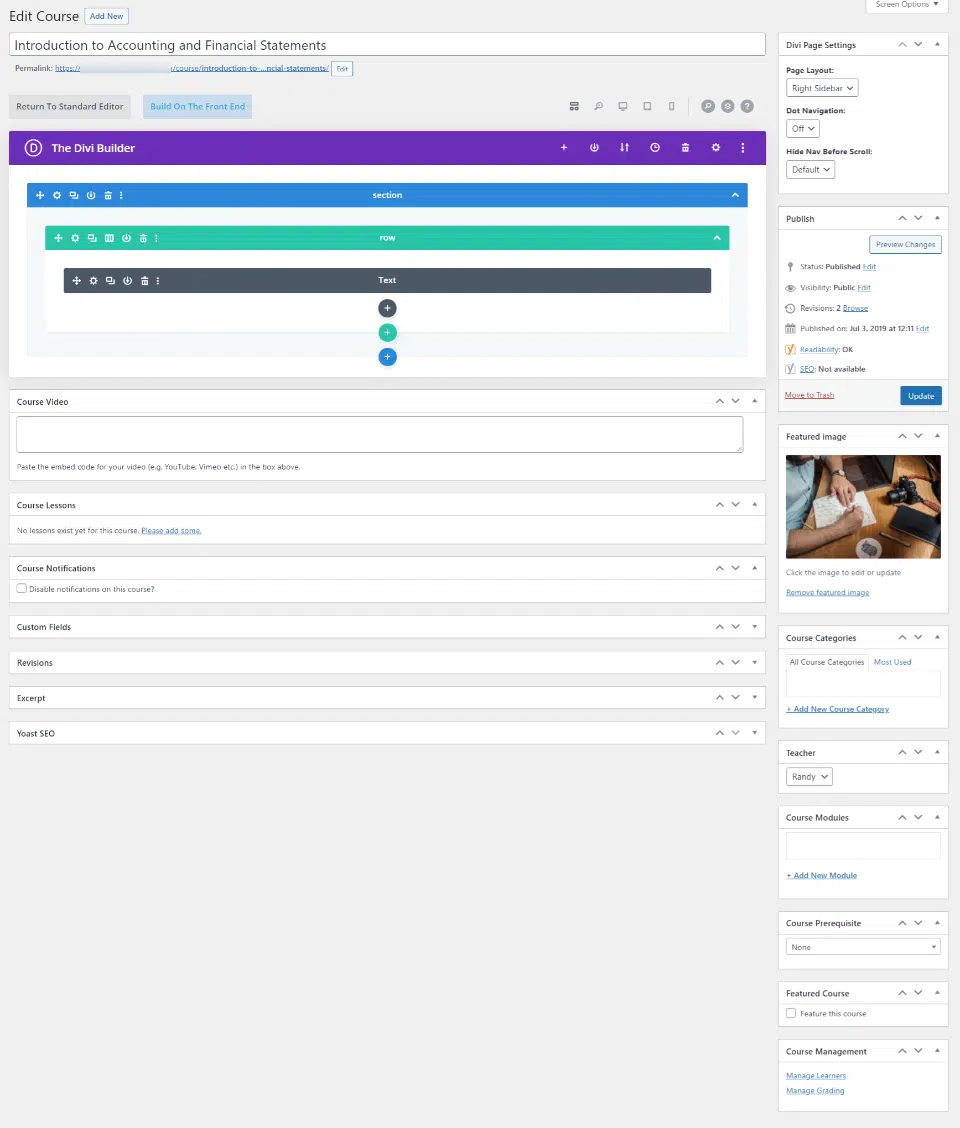 Edit Course Add New
Screen Options
Introduction to Accounting and Financial Statements
Permalink: https:// /course/introduction-to-...ncial-statements/ Edit
Return To Standard Editor
Build On The Front End
D The Divi Builder
section
row
Text
Course Video
Paste the embed code for your video (e.g. YouTube, Vimeo etc.) in the box above.
Course Lessons
No lessons exist yet for this course. Please add some.
Course Notifications
Disable notifications on this course?
Custom Fields
Revisions
Excerpt
Yoast SEO
Divi Page Settings
Page Layout:
Right Sidebar
Dot Navigation:
Off
Hide Nav Before Scroll:
Default
Publish
Preview Changes
Status: Published Edit
Visibility: Public Edit
Revisions: 2 Browse
Published on: Jul 3, 2019 at 12:11 Edit
Readability: OK
SEO: Not available
Move to Trash
Update
Featured image
Click the image to edit or update
Remove featured image
Course Categories
All Course Categories Most Used
+ Add New Course Category
Teacher
Randy
Course Modules
+ Add New Module
Course Prerequisite
None
Featured Course
Feature this course
Course Management
Manage Learners
Manage Grading